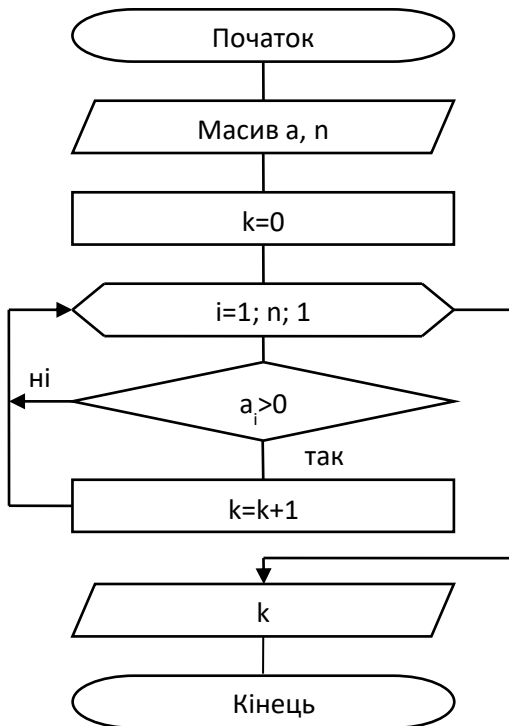 Початок
Масив a, n
k=0
i=1; n; 1
ні
aᵢ>0
так
k=k+1
k
Кінець